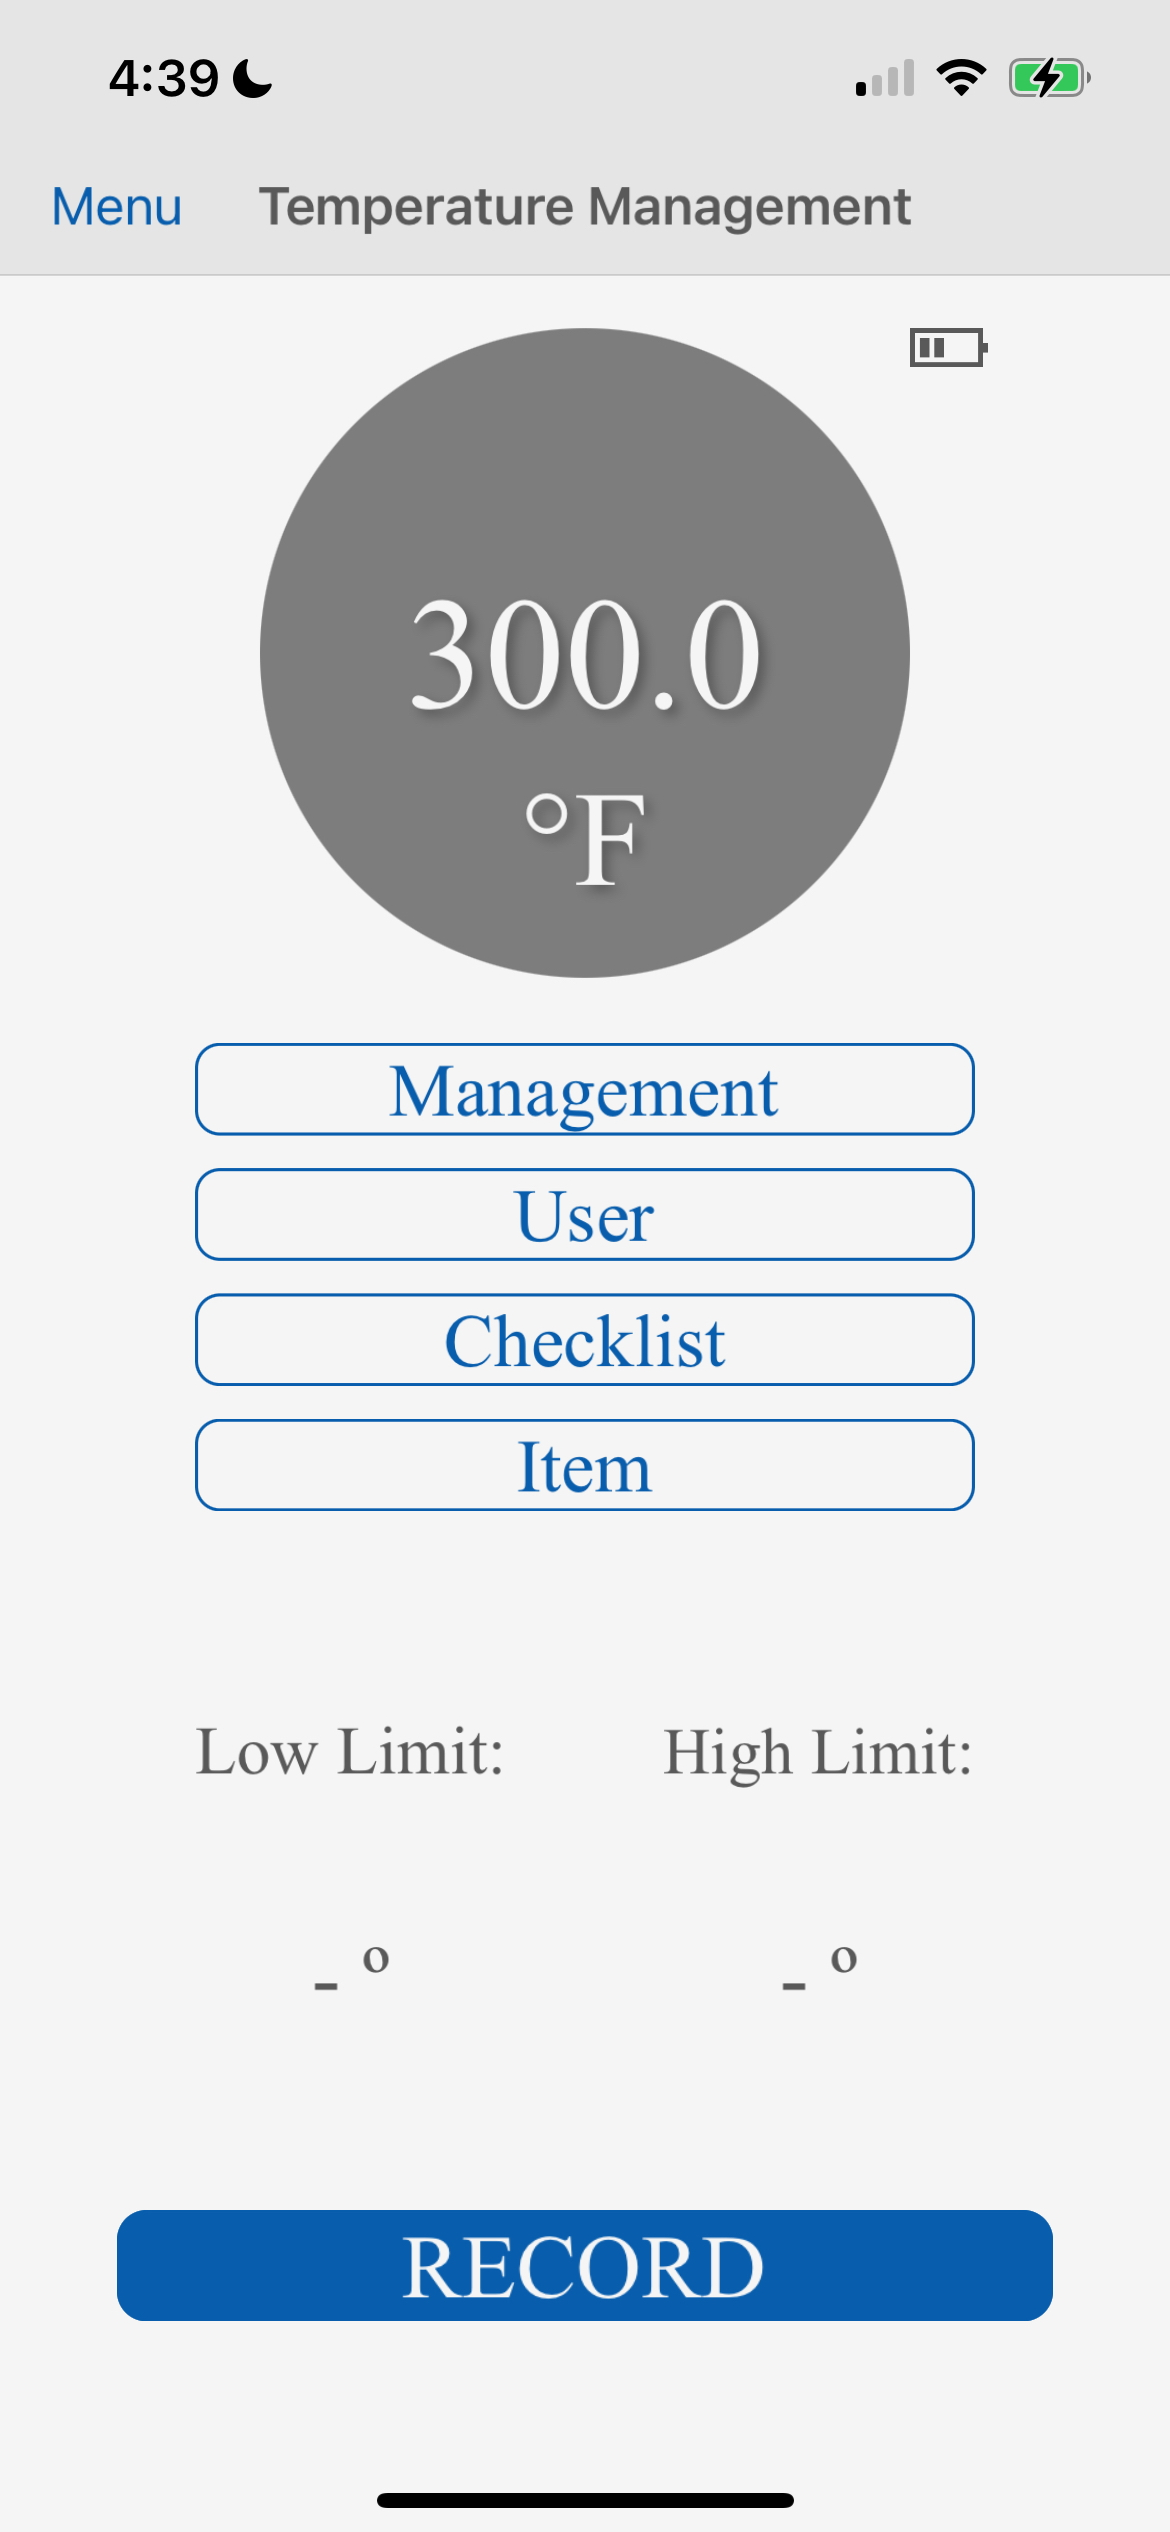 4:39
Menu Temperature Management
300.0
°F
Management
User
Checklist
Item
Low Limit: High Limit:
- º - º
RECORD